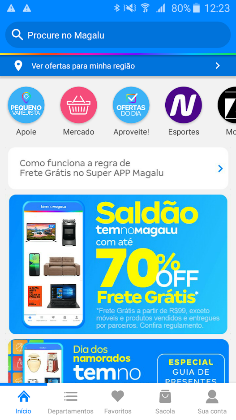 80% 12:23
Procure no Magalu
Ver ofertas para minha região
PEQUENO
VAREJISTA
OFERTAS
DO DIA
N
Apoie
Mercado
Aproveite!
Esportes
Como funciona a regra de
Frete Grátis no Super APP Magalu
Saldão
temnomagalu
com até
70% OFF
Frete Grátis*
*Frete Grátis a partir de R$99, exceto
móveis e produtos vendidos e entregues
por parceiros. Confira regulamento.
Dia dos
namorados
temno
ESPECIAL
GUIA DE
PRESENTES
Início
Departamentos
Favoritos
Sacola
Sua conta